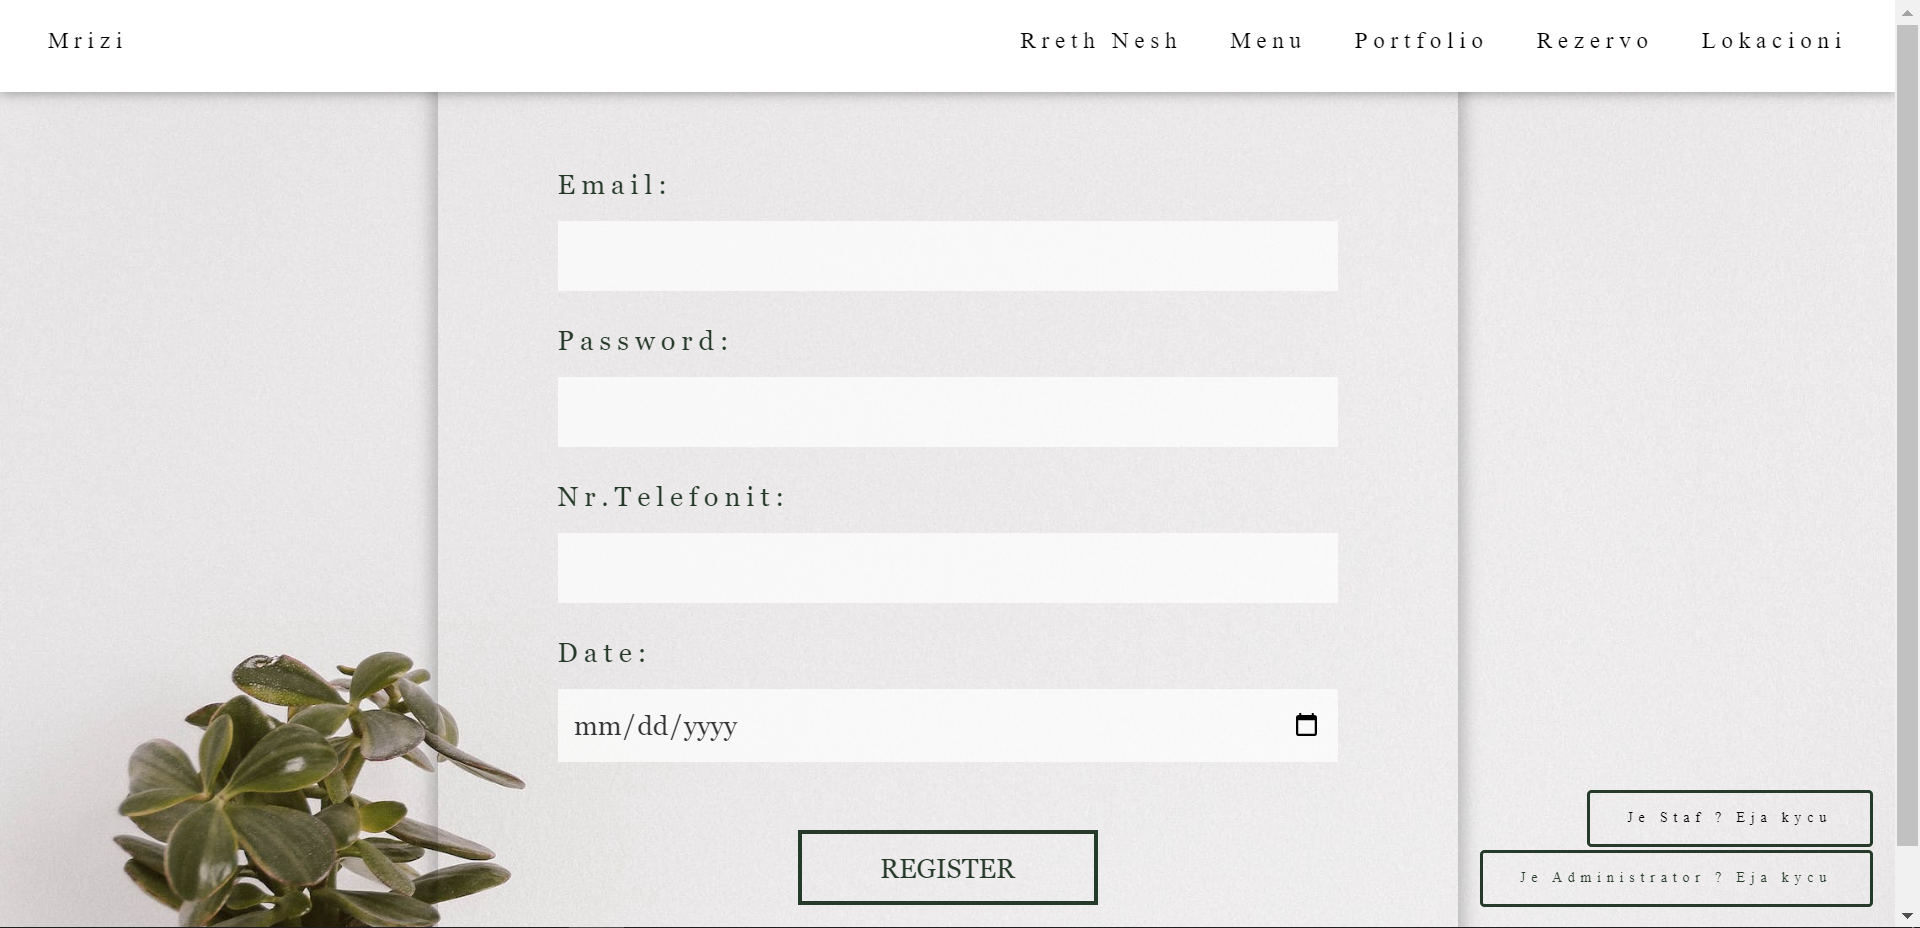 Mrizi Rreth Nesh Menu Portfolio Rezervo Lokacioni
Email:
Password:
Nr.Telefonit:
Date:
mm/dd/yyyy
REGISTER
Je Staf ? Eja kycu
Je Administrator ? Eja kycu